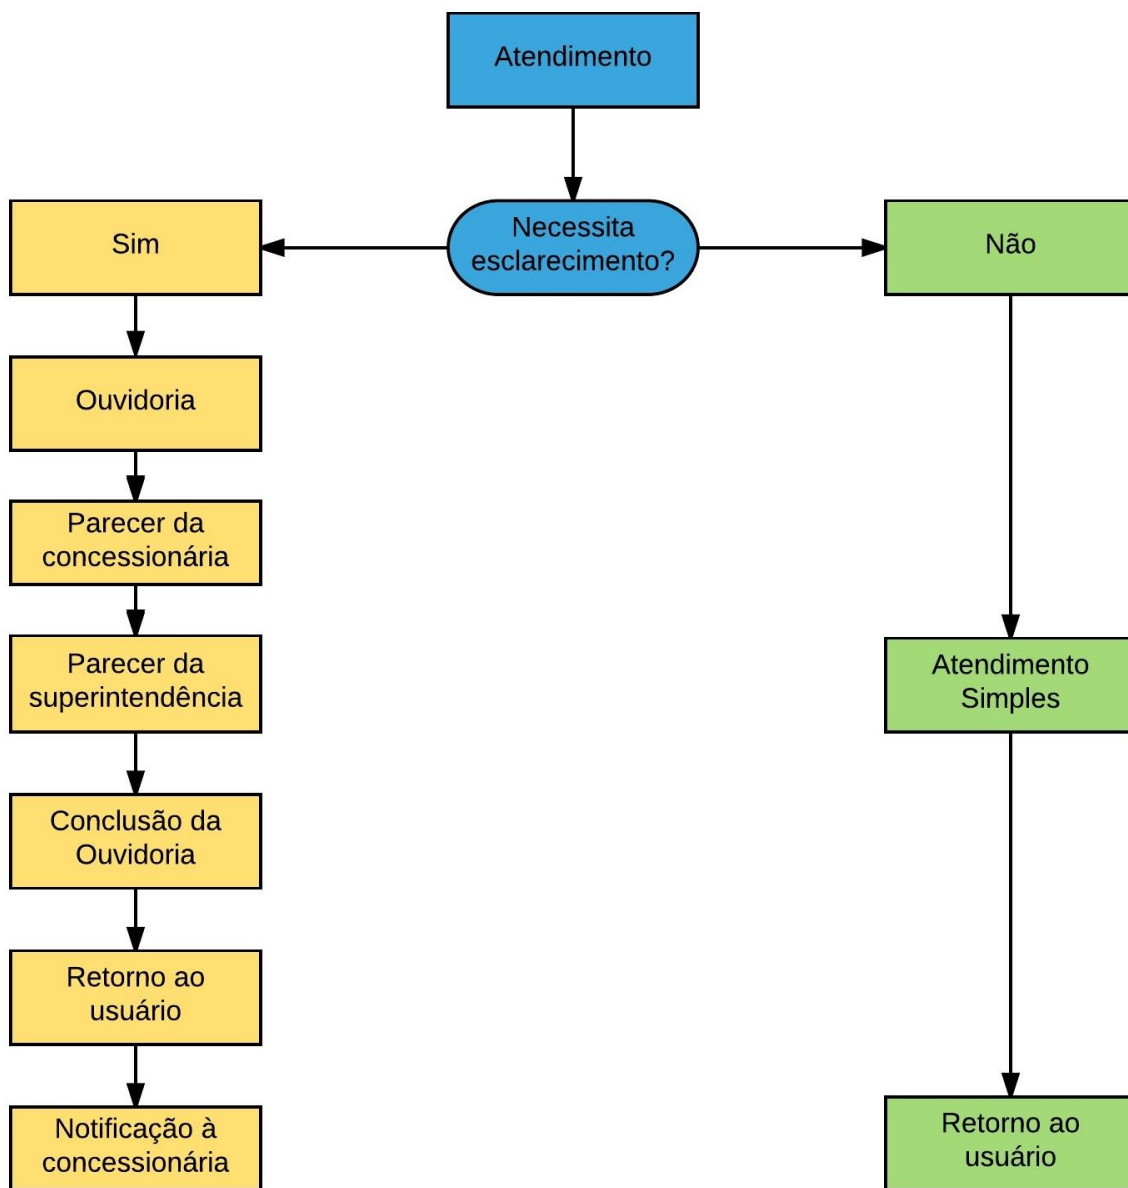 Atendimento
Necessita
esclarecimento?
Sim
Não
Ouvidoria
Parecer da
concessionária
Parecer da
superintendência
Conclusão da
Ouvidoria
Retorno ao
usuário
Notificação à
concessionária
Atendimento
Simples
Retorno ao
usuário